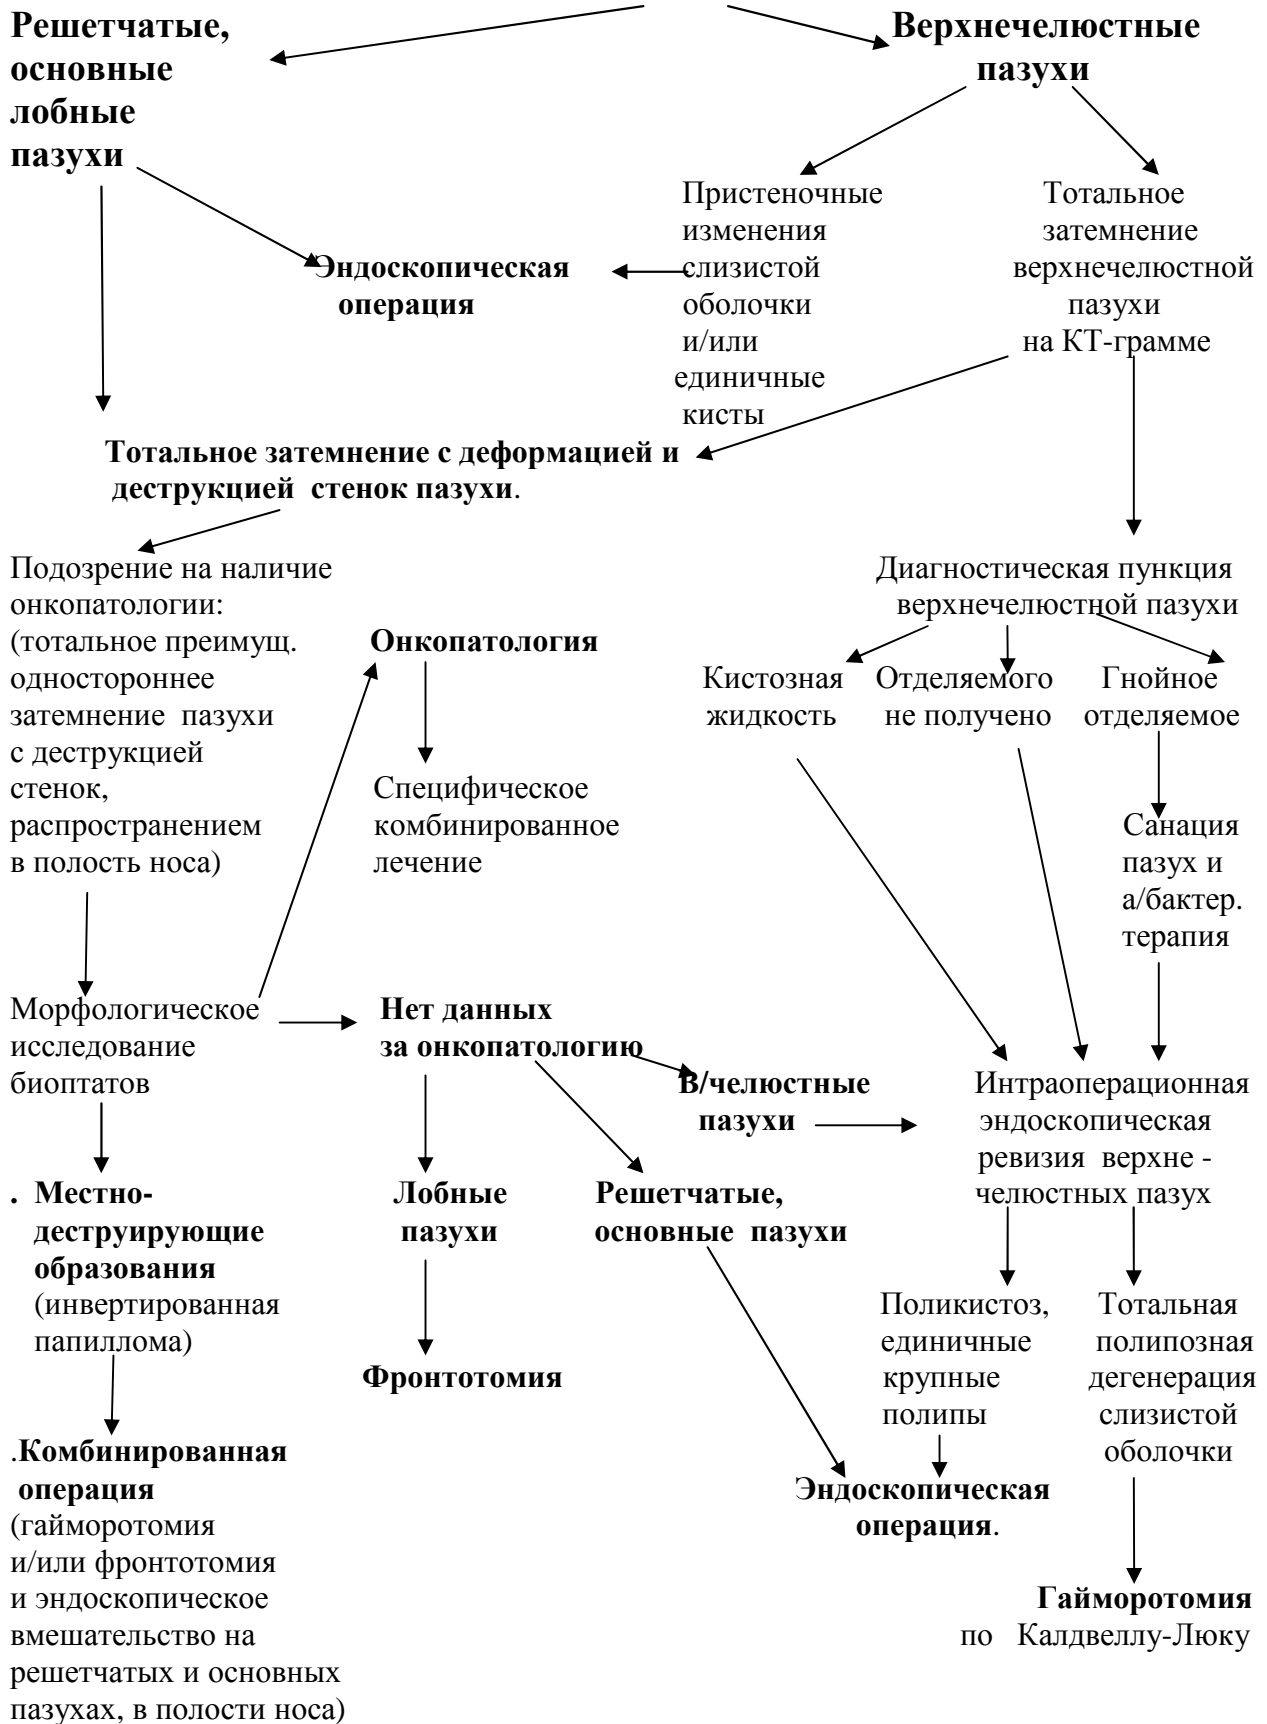 Решетчатые,
основные
лобные
пазухи
Верхнечелюстные
пазухи
Пристеночные
изменения
слизистой
оболочки
и/или
единичные
кисты
Тотальное
затемнение
верхнечелюстной
пазухи
на КТ-грамме
Эндоскопическая
операция
Тотальное затемнение с деформацией и
деструкцией стенок пазухи.
Подозрение на наличие
онкопатологии:
(тотальное преимущ.
одностороннее
затемнение пазухи
с деструкцией
стенок,
распространением
в полость носа)
Онкопатология
Специфическое
комбинированное
лечение
Диагностическая пункция
верхнечелюстной пазухи
Кистозная
жидкость
Отделяемого
не получено
Гнойное
отделяемое
Санация
пазух и
а/бактер.
терапия
Морфологическое
исследование
биоптатов
Нет данных
за онкопатологию
В/челюстные
пазухи
Интраоперационная
эндоскопическая
ревизия верхне -
челюстных пазух
. Местно-
деструирующие
образования
(инвертированная
папиллома)
Лобные
пазухи
Решетчатые,
основные пазухи
Поликистоз,
единичные
крупные
полипы
Тотальная
полипозная
дегенерация
слизистой
оболочки
Фронтотомия
.Комбинированная
операция
(гайморотомия
и/или фронтотомия
и эндоскопическое
вмешательство на
решетчатых и основных
пазухах, в полости носа)
Эндоскопическая
операция.
Гайморотомия
по Калдвеллу-Люку